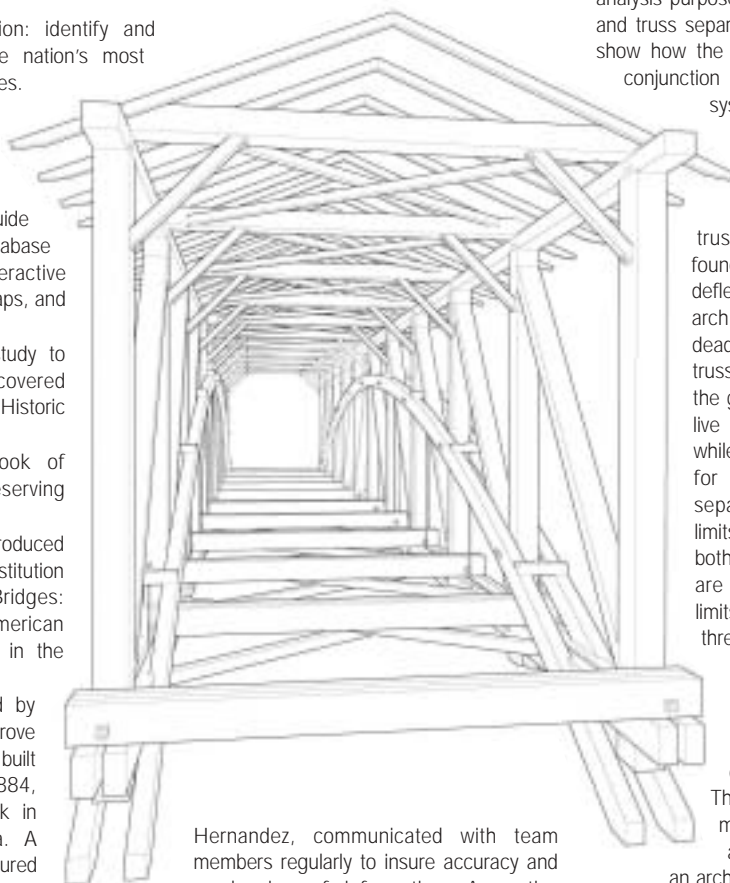 ion: identify and
e nation's most
es.
uide
abase
eractive
aps, and
tudy to
covered
Historic
ook of
eserving
roduced
stitution
Bridges:
merican
in the
d by
rove
built
884,
k in
a. A
ured
Hernandez, communicated with team
members regularly to insure accuracy and
analysis purpose
and truss separ
show how the
conjunction
sys
trus
found
defle
arch
dead
truss
the g
live
while
for
sepa
limits
both
are
limits
thre
Th
m
a
an arch